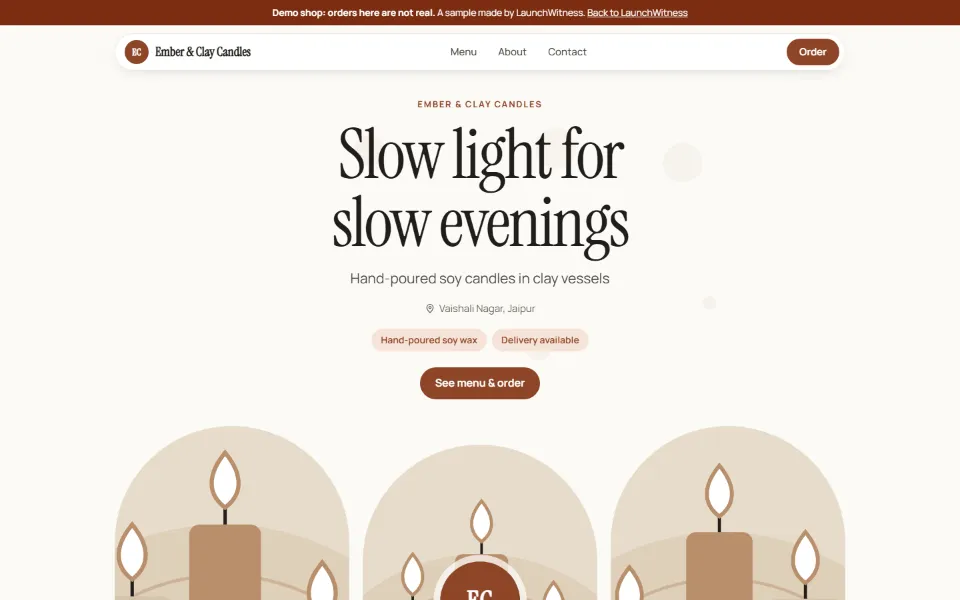 Demo shop: orders here are not real. A sample made by LaunchWitness. Back to LaunchWitness
EC Ember & Clay Candles Menu About Contact Order
EMBER & CLAY CANDLES
Slow light for
slow evenings
Hand-poured soy candles in clay vessels
Vaishali Nagar, Jaipur
Hand-poured soy wax Delivery available
See menu & order
EC